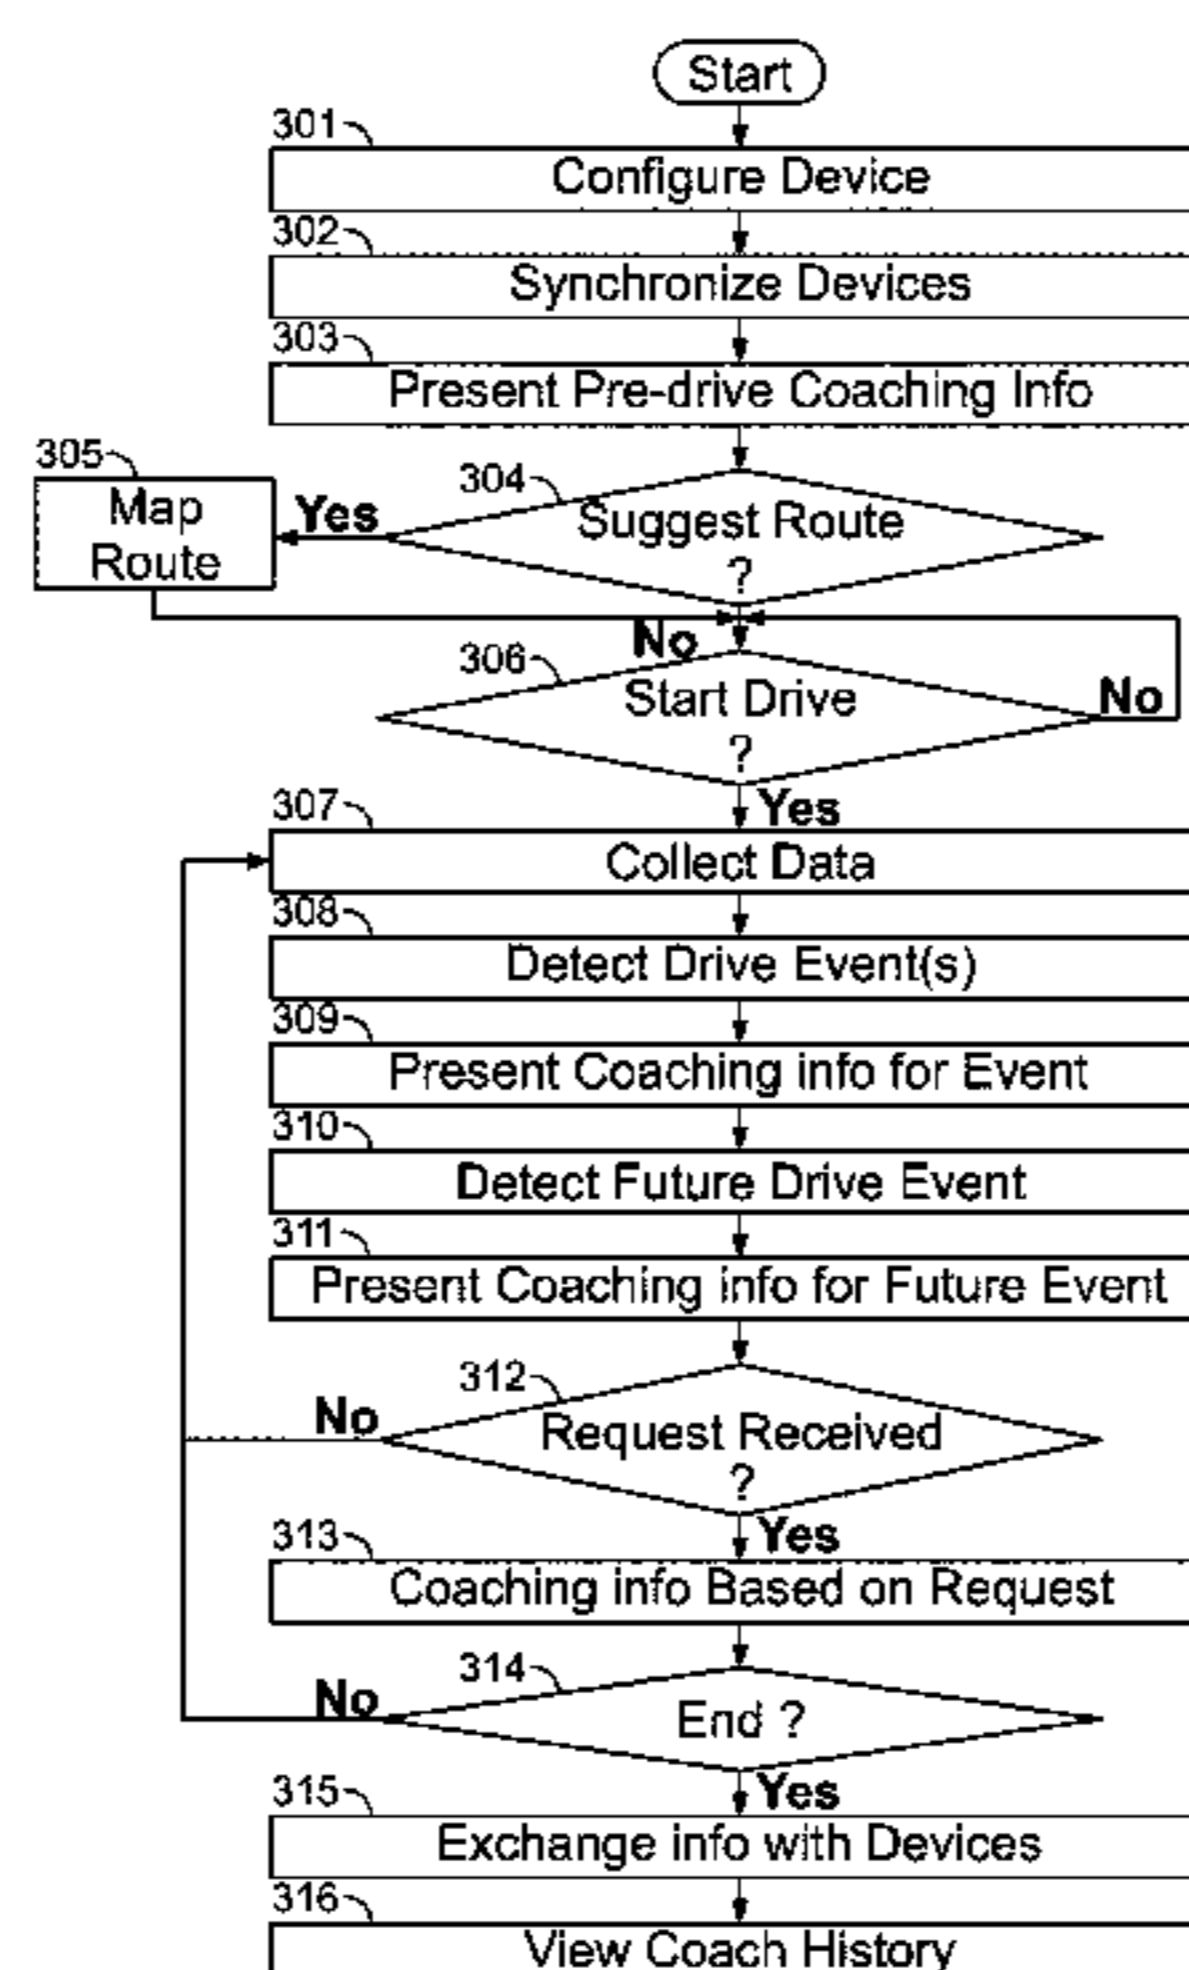 Start
301
Configure Device
302
Synchronize Devices
303
Present Pre-drive Coaching Info
305
Map
Route
Yes
304
Suggest Route
?
No
306
Start Drive
?
No
Yes
307
Collect Data
308
Detect Drive Event(s)
309
Present Coaching info for Event
310
Detect Future Drive Event
311
Present Coaching info for Future Event
312
No
Request Received
?
Yes
313
Coaching info Based on Request
314
No
End ?
Yes
315
Exchange info with Devices
316
View Coach History